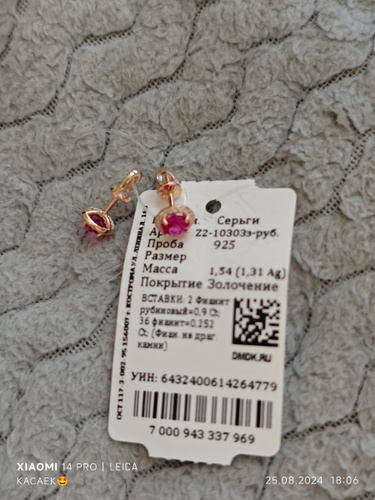 Серьги
22-10303з-руб.
Проба 925
Размер
Масса 1,54 (1,31 Ag)
Покрытие Золочение
ВСТАВКИ: 2 Фианит
рубиновый=0,9 Ct;
36 фианит=0,252
Ct; (Фиан. не драг.
камни)
DMDK.RU
УИН: 6432400614264779
7 000 943 337 969
XIAOMI 14 PRO | LEICA
КАСАЕК🤩
25.08.2024 18:06